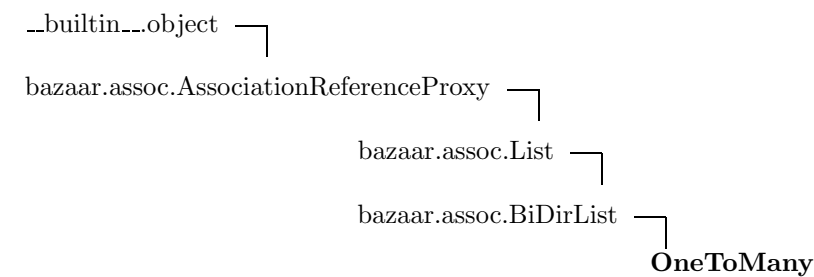 __builtin__.object
bazaar.assoc.AssociationReferenceProxy
bazaar.assoc.List
bazaar.assoc.BiDirList
OneToMany